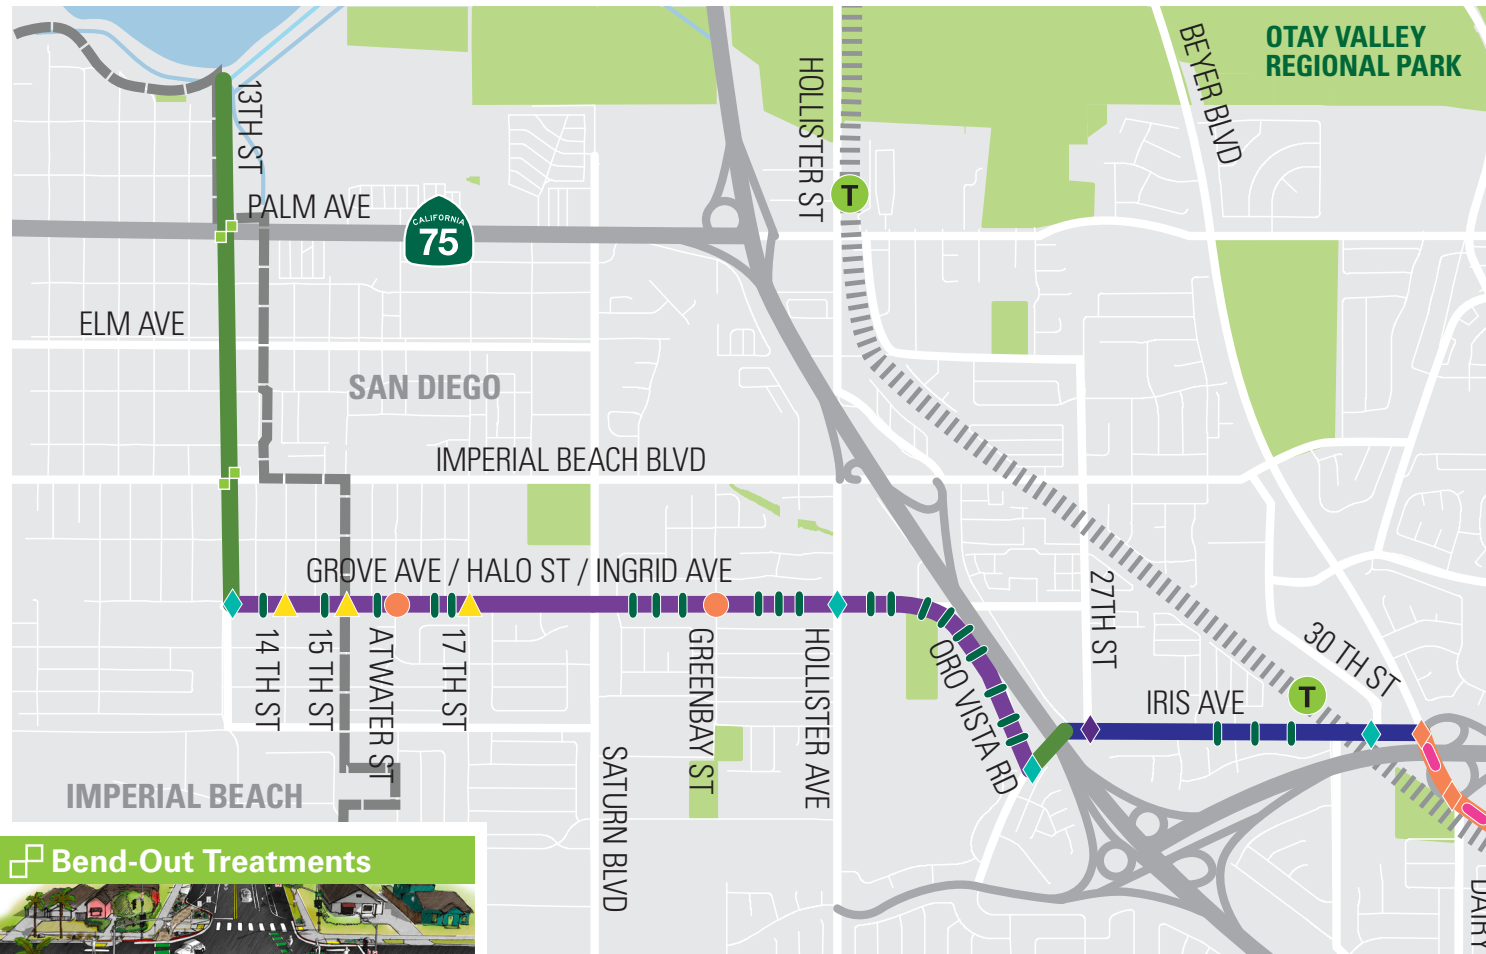 OTAY VALLEY
REGIONAL PARK
BEYER BLVD
HOLLISTER ST
13TH ST
T
PALM AVE
CALIFORNIA
75
ELM AVE
SAN DIEGO
IMPERIAL BEACH BLVD
GROVE AVE / HALO ST / INGRID AVE
27TH ST
30 TH ST
14 TH ST
15 TH ST
ATWATER ST
17 TH ST
GREENBAY ST
HOLLISTER AVE
ORO VISTA RD
IRIS AVE
T
SATURN BLVD
IMPERIAL BEACH
Bend-Out Treatments
DAIRY